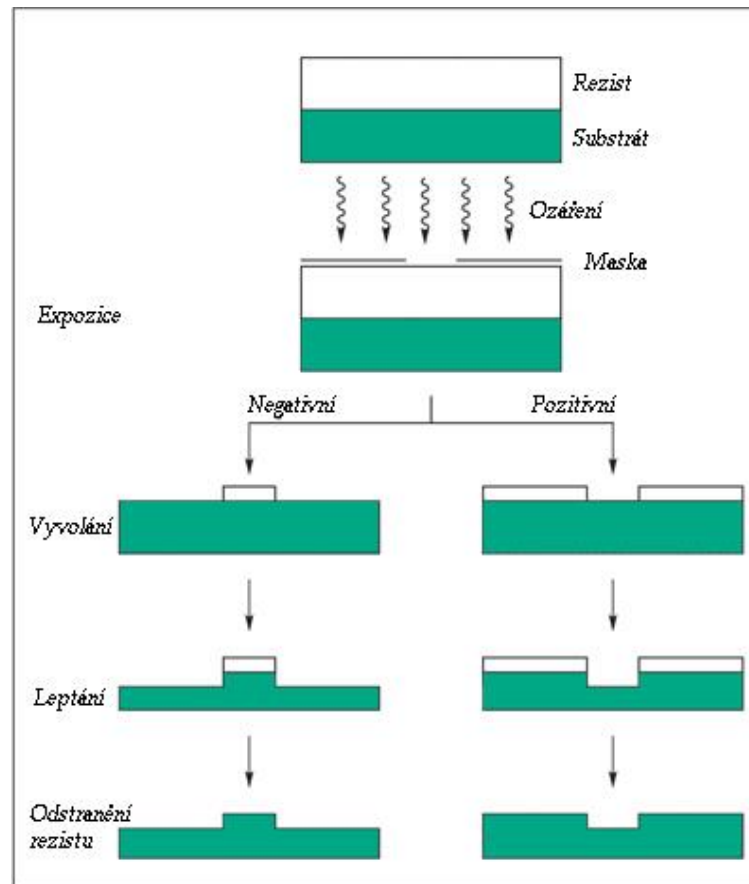 Rezist
Substrát
Ozáření
Maska
Expozice
Negativní
Pozitivní
Vyvolání
Leptání
Odstranění
rezistu